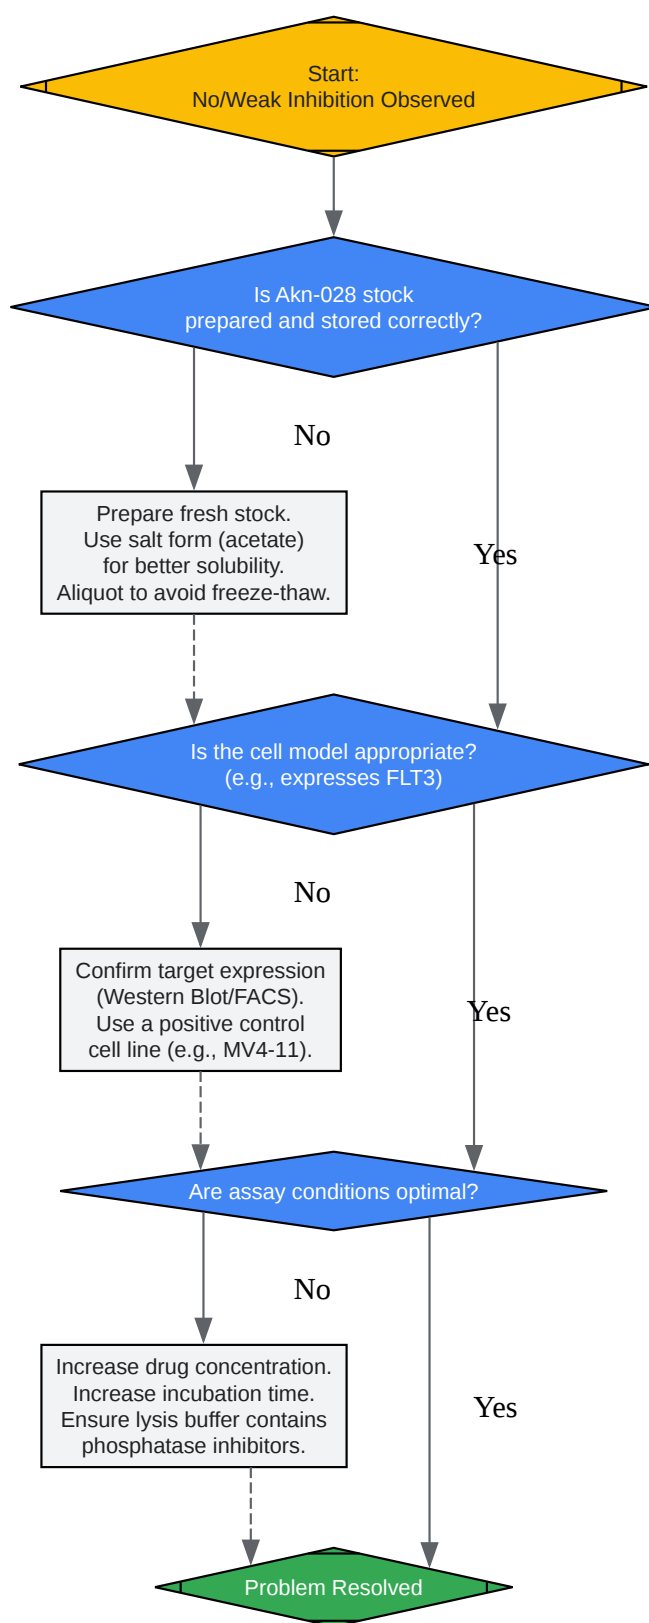 Start:
No/Weak Inhibition Observed
Is Akn-028 stock
prepared and stored correctly?
No
Prepare fresh stock.
Use salt form (acetate)
for better solubility.
Aliquot to avoid freeze-thaw.
Yes
Is the cell model appropriate?
(e.g., expresses FLT3)
No
Confirm target expression
(Western Blot/FACS).
Use a positive control
cell line (e.g., MV4-11).
Yes
Are assay conditions optimal?
No
Increase drug concentration.
Increase incubation time.
Ensure lysis buffer contains
phosphatase inhibitors.
Yes
Problem Resolved